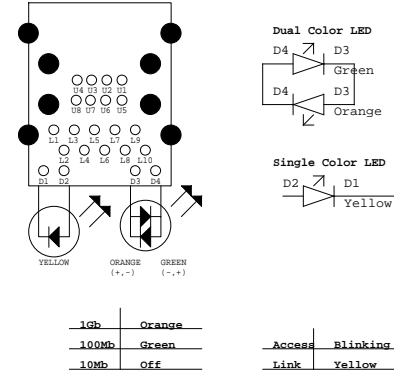 Dual Color LED
D4 D3
Green
D4 D3
Orange
U4 U3 U2 U1
U8 U7 U6 U5
L1 L3 L5 L7 L9
L2 L4 L6 L8 L10
D1 D2 D3 D4
Single Color LED
D2 D1
Yellow
YELLOW ORANGE GREEN
(+,-) (-,+)
1Gb Orange
100Mb Green
10Mb Off
Access Blinking
Link Yellow